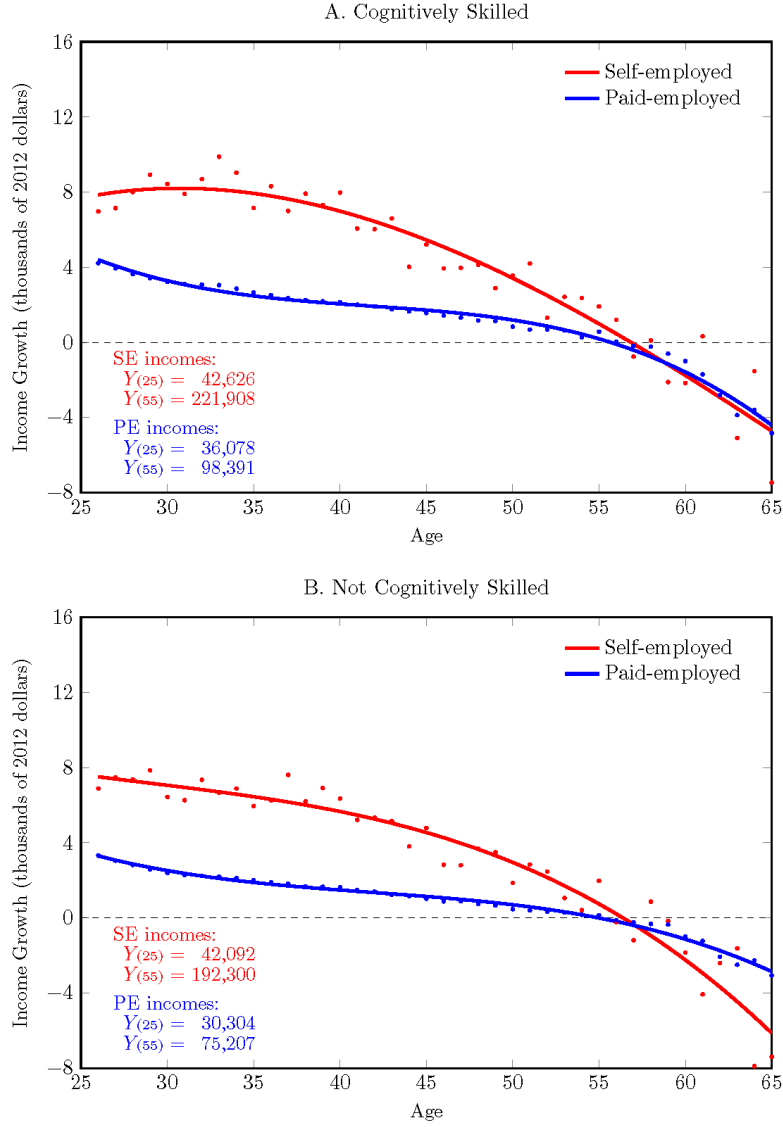 A. Cognitively Skilled
16
12
8
4
0
−4
−8
Income Growth (thousands of 2012 dollars)
Self-employed
Paid-employed
SE incomes:
Y(25) = 42,626
Y(55) = 221,908
PE incomes:
Y(25) = 36,078
Y(55) = 98,391
25 30 35 40 45 50 55 60 65
Age
B. Not Cognitively Skilled
16
12
8
4
0
−4
−8
Income Growth (thousands of 2012 dollars)
Self-employed
Paid-employed
SE incomes:
Y(25) = 42,092
Y(55) = 192,300
PE incomes:
Y(25) = 30,304
Y(55) = 75,207
25 30 35 40 45 50 55 60 65
Age